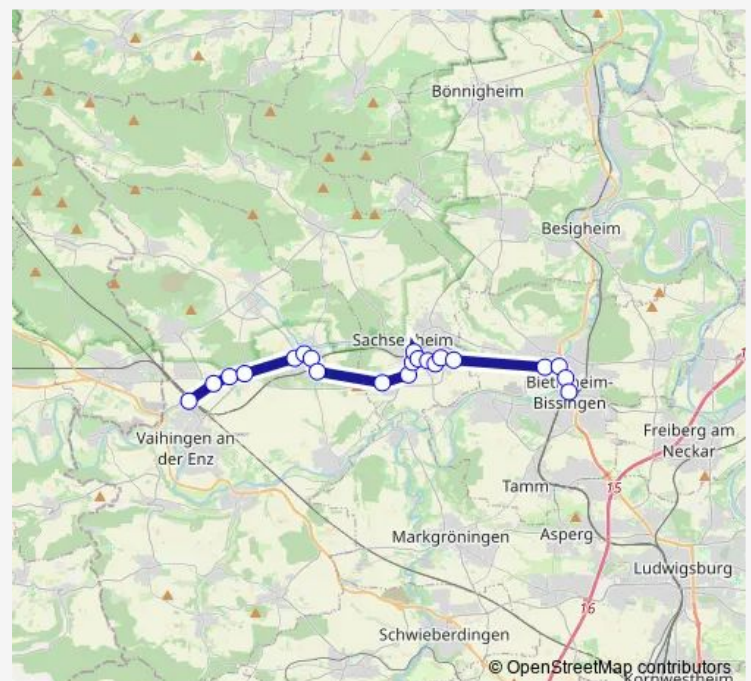 Bönnigheim
Besigheim
Sachsenheim
Bietigheim-
Bissingen
Vaihingen an
der Enz
Freiberg am
Neckar
Tamm
15
Markgröningen
Asperg
Ludwigsburg
16
Schwieberdingen
© OpenStreetMap contributors
Kornwestheim